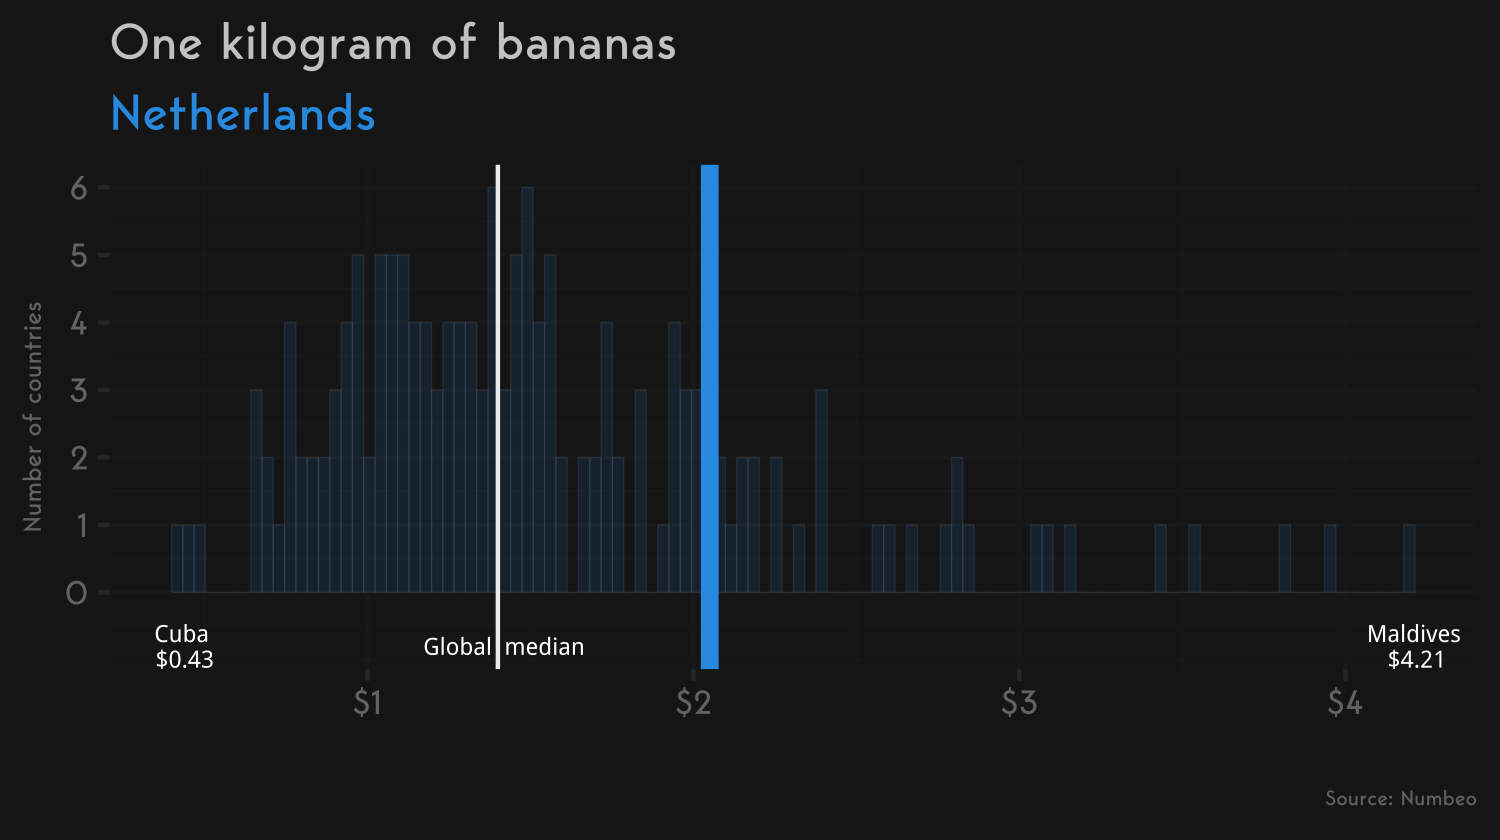 One kilogram of bananas
Netherlands
Number of countries
6
5
4
3
2
1
0
Cuba
$0.43
Global median
Maldives
$4.21
$1
$2
$3
$4
Source: Numbeo